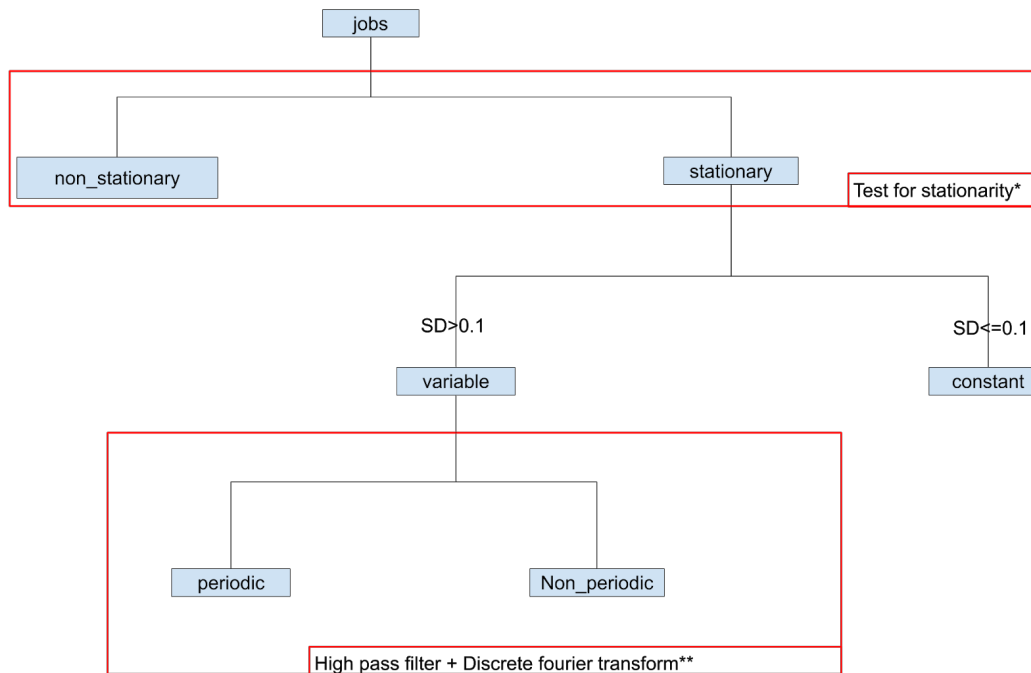 jobs
non_stationary
stationary
Test for stationarity*
SD>0.1
SD<=0.1
variable
constant
periodic
Non_periodic
High pass filter + Discrete fourier transform**